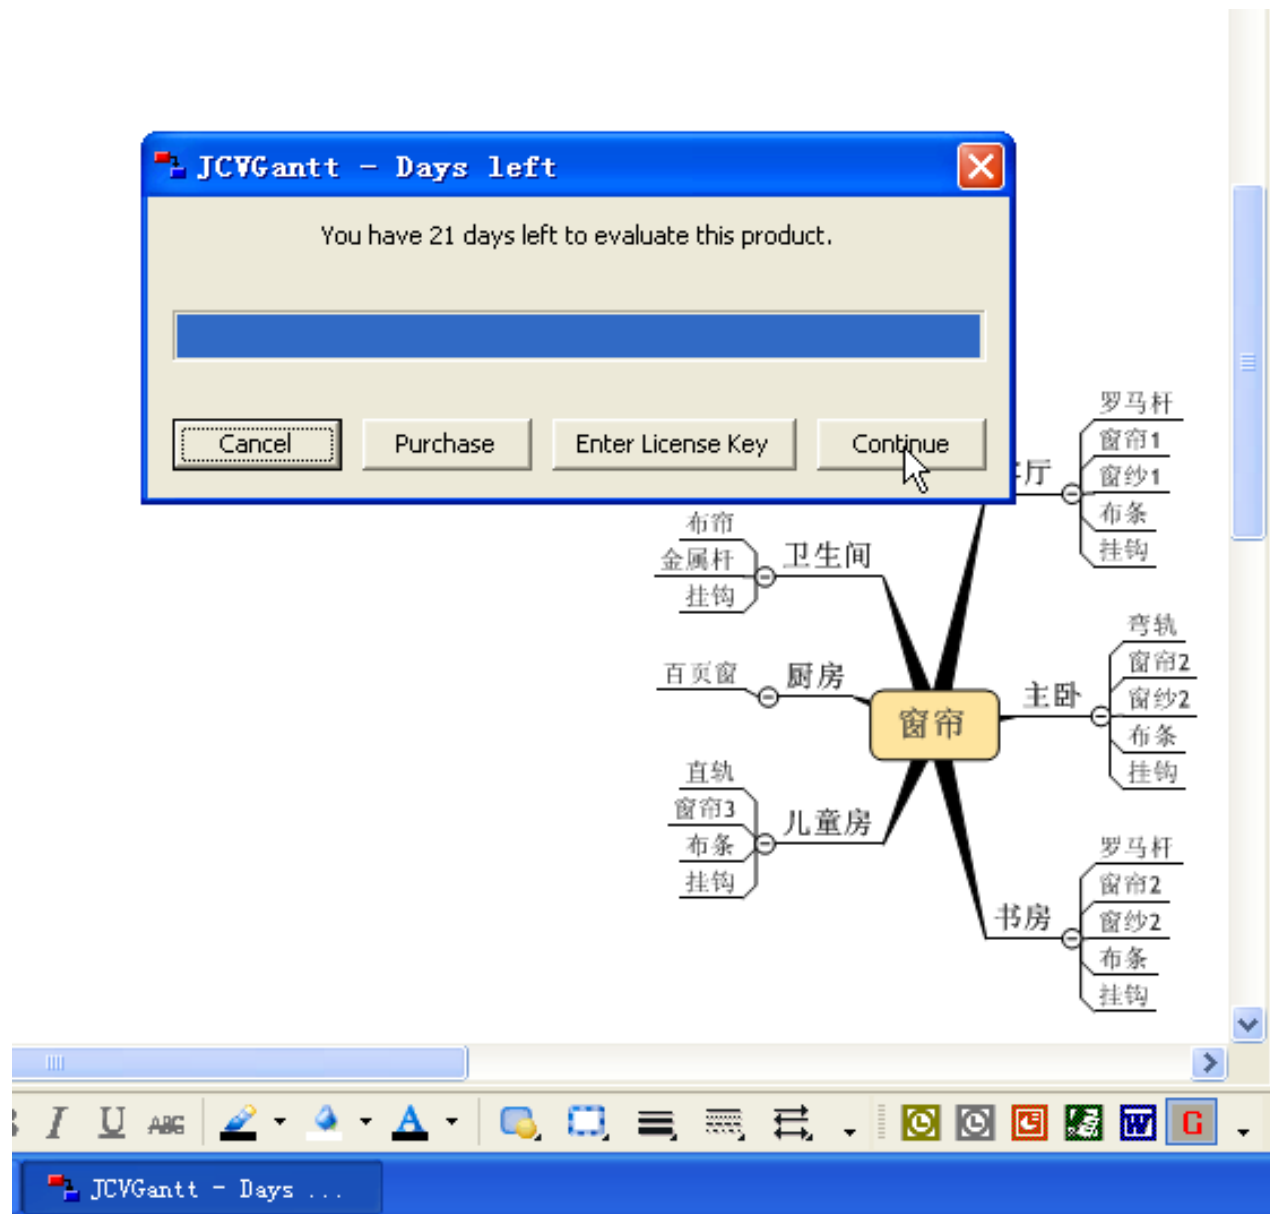 JCVGantt - Days left
You have 21 days left to evaluate this product.
Cancel
Purchase
Enter License Key
Continue
厅
罗马杆
窗帘1
窗纱1
布条
挂钩
卫生间
布帘
金属杆
挂钩
厨房
百页窗
窗帘
主卧
弯轨
窗帘2
窗纱2
布条
挂钩
儿童房
直轨
窗帘3
布条
挂钩
书房
罗马杆
窗帘2
窗纱2
布条
挂钩
I U ABC A W G
JCVGantt - Days ...